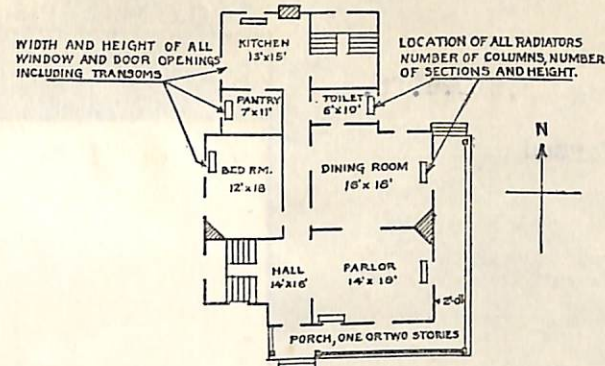 WIDTH AND HEIGHT OF ALL
WINDOW AND DOOR OPENINGS
INCLUDING TRANSOMS
LOCATION OF ALL RADIATORS
NUMBER OF COLUMNS, NUMBER
OF SECTIONS AND HEIGHT.
KITCHEN
13'X15'
PANTRY
7'X11'
TOILET
6'X10'
N
BED RM.
12'X18
DINING ROOM
18'X18'
HALL
14'X16'
PARLOR
14'X18'
2'-0"
PORCH, ONE OR TWO STORIES